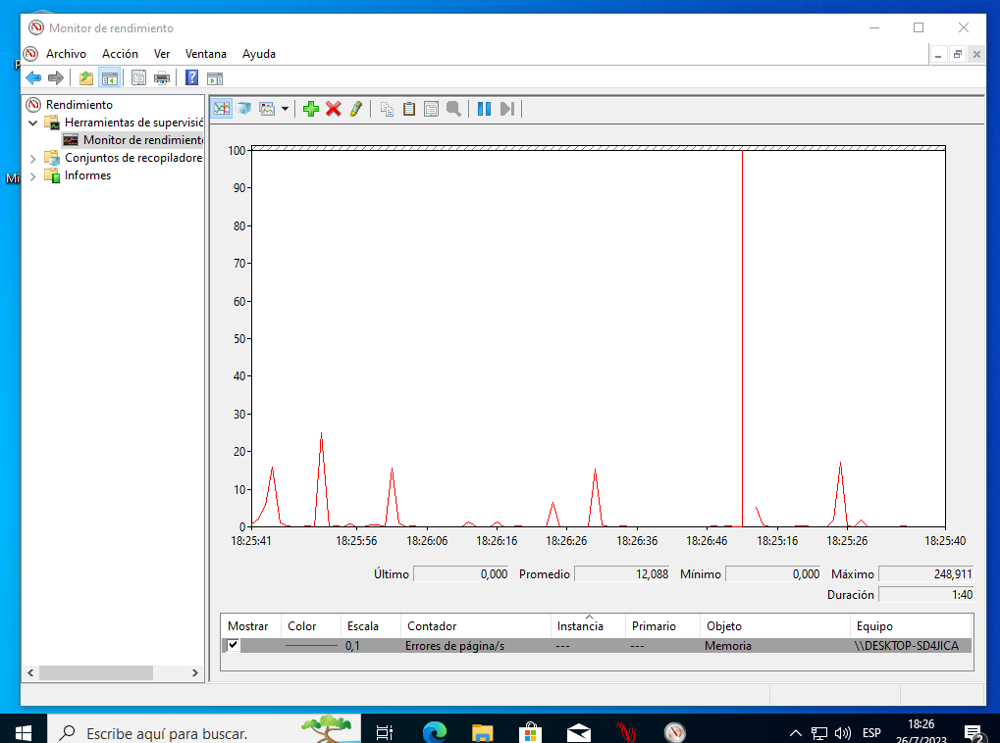 Monitor de rendimiento
Archivo Acción Ver Ventana Ayuda
Rendimiento
Herramientas de supervisió
Monitor de rendimiento
Conjuntos de recopiladore
Informes
100
90
80
70
60
50
40
30
20
10
0
18:25:41 18:25:56 18:26:06 18:26:16 18:26:26 18:26:36 18:26:46 18:25:16 18:25:26 18:25:40
Último 0,000 Promedio 12,088 Mínimo 0,000 Máximo 248,911
Duración 1:40
Mostrar Color Escala Contador Instancia Primario Objeto Equipo
0,1 Errores de página/s --- --- Memoria \\DESKTOP-SD4JICA
Mi
Escribe aquí para buscar.
ESP
18:26
26/7/2023
2